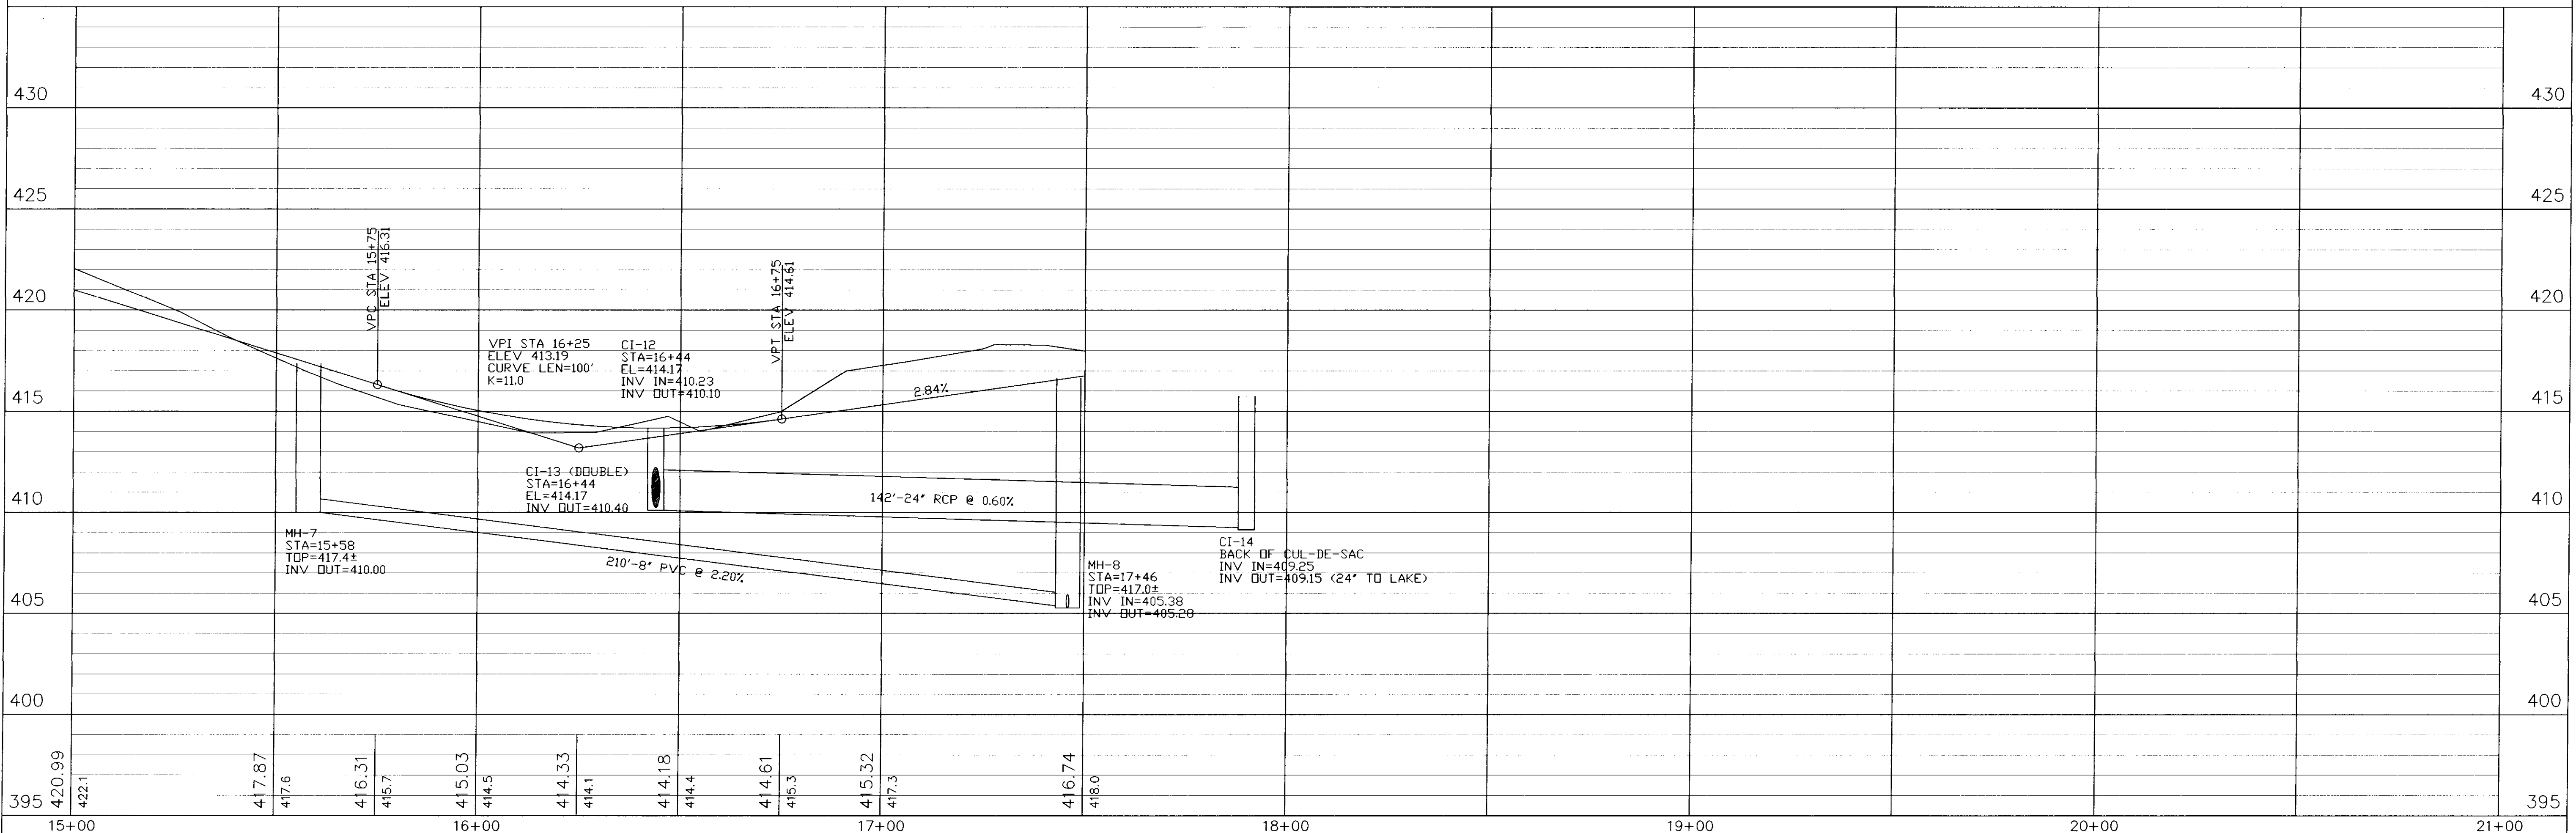 430
430
425
425
420
420
415
415
410
410
405
405
400
400
395
395
VPC STA 15+75
ELEV 416.31
VPI STA 16+25
ELEV 413.19
CURVE LEN=100'
K=11.0
CI-12
STA=16+44
EL=414.17
INV IN=410.23
INV OUT=410.10
VPT STA 16+75
ELEV 414.61
2.84%
CI-13 (DOUBLE)
STA=16+44
EL=414.17
INV OUT=410.40
142'-24" RCP @ 0.60%
MH-7
STA=15+58
TOP=417.4±
INV OUT=410.00
210'-8" PVC @ 2.20%
CI-14
BACK OF CUL-DE-SAC
INV IN=409.25
INV OUT=409.15 (24" TO LAKE)
MH-8
STA=17+46
TOP=417.0±
INV IN=405.38
INV OUT=405.28
420.99
422.1
417.87
417.6
416.31
415.7
415.03
414.5
414.33
414.1
414.18
414.4
414.61
415.3
415.32
417.3
416.74
418.0
15+00
16+00
17+00
18+00
19+00
20+00
21+00